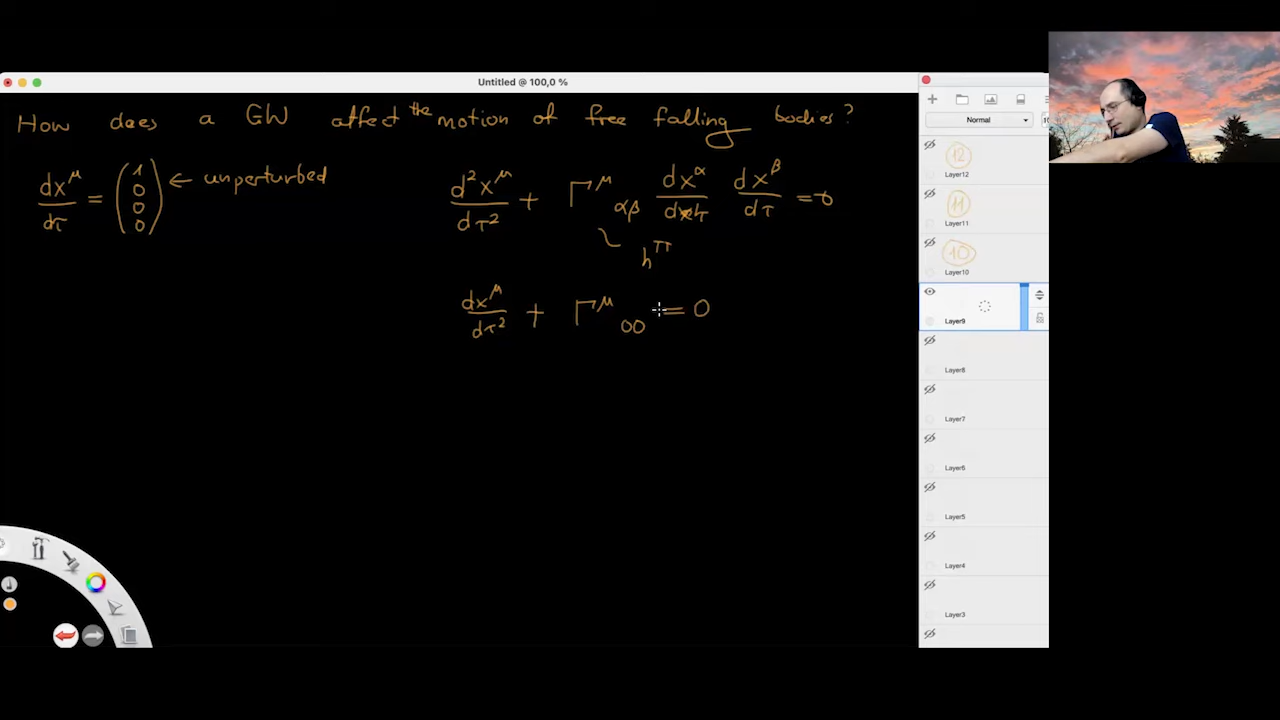 Untitled @ 100,0 %
How does a GW affect the motion of free falling bodies?
dx^μ/dτ = (1 0 0 0) ← unperturbed
d²x^μ/dτ² + Γ^μ_αβ dx^α/dτ dx^β/dτ = 0
h^TT
dx^μ/dτ² + Γ^μ_00 = 0
Normal
12
Layer12
11
Layer11
10
Layer10
Layer9
Layer8
Layer7
Layer6
Layer5
Layer4
Layer3